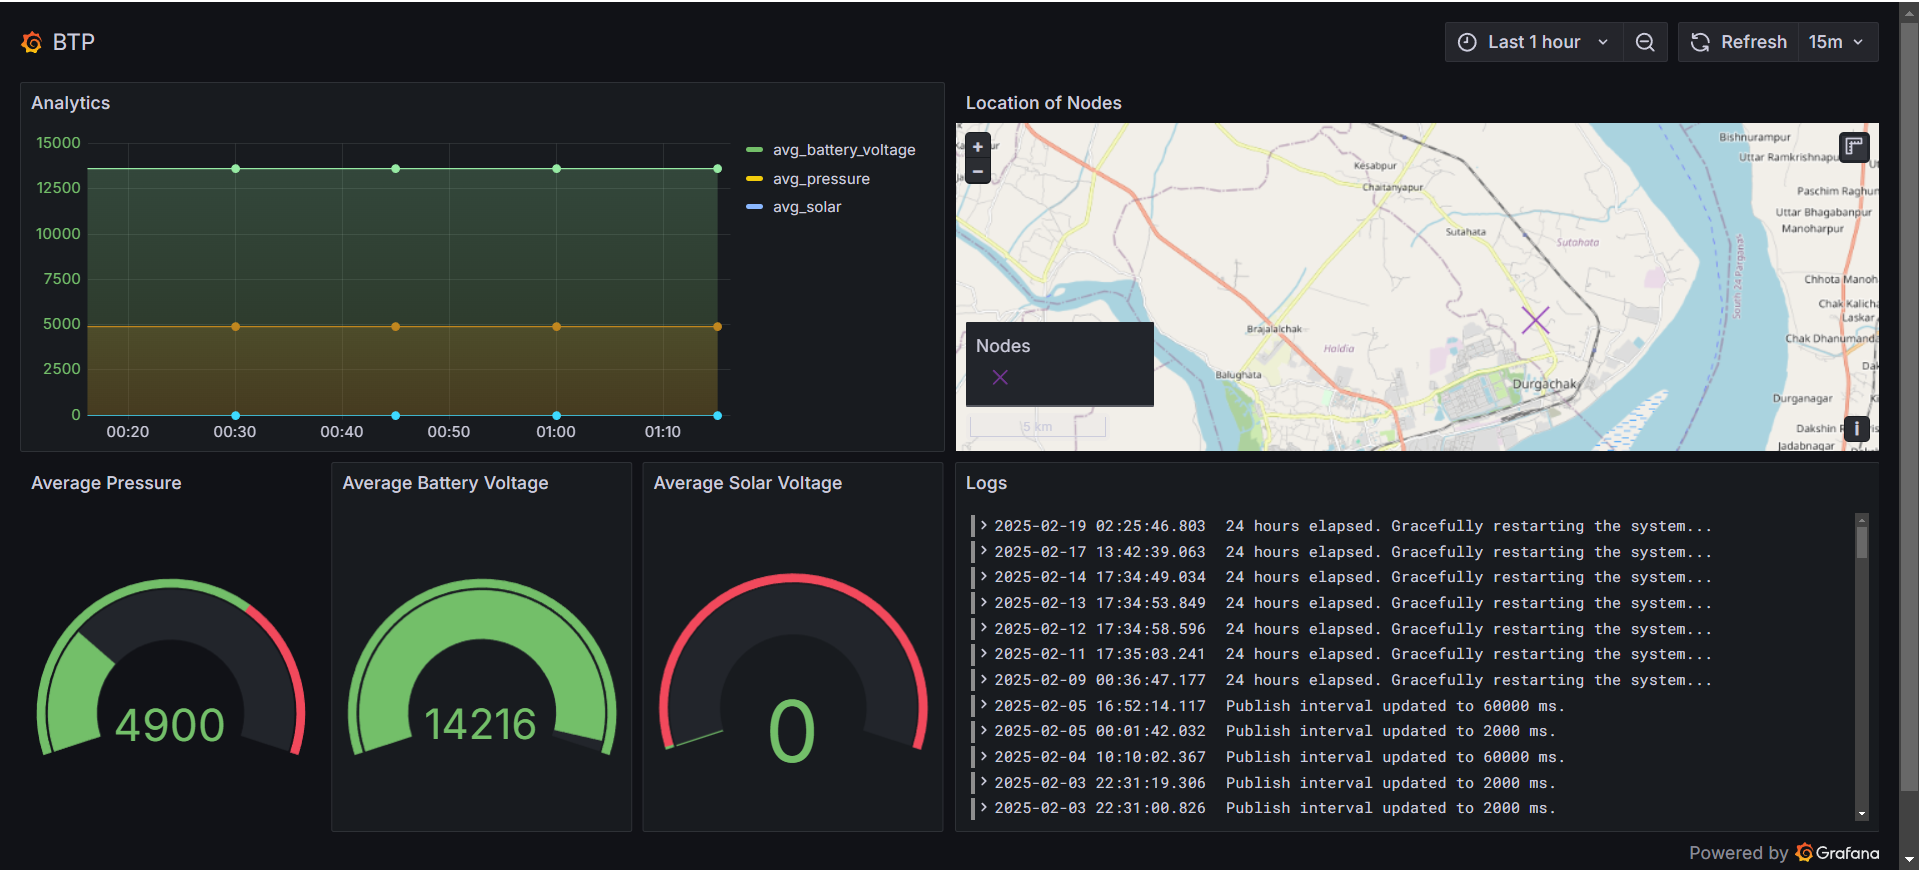 BTP
Last 1 hour
Refresh
15m
Analytics
15000
12500
10000
7500
5000
2500
0
00:20 00:30 00:40 00:50 01:00 01:10
avg_battery_voltage
avg_pressure
avg_solar
Location of Nodes
+
−
Bishnurampur
Uttar Ramkrishnapu
Kesabpur
Chaitanyapur
Paschim Raghun
Uttar Bhagabanpur
Manoharpur
Sutahata
Sutahata
South 24 Parganas
Chhota Manoh
Chak Kalicha
Laskar
Chak Dhanumanda
Brajalalchak
Haldia
Balughata
Durgachak
Durganagar
Dakshin R
Jadabnagar
Nodes
5 km
i
Average Pressure
4900
Average Battery Voltage
14216
Average Solar Voltage
0
Logs
2025-02-19 02:25:46.803 24 hours elapsed. Gracefully restarting the system...
2025-02-17 13:42:39.063 24 hours elapsed. Gracefully restarting the system...
2025-02-14 17:34:49.034 24 hours elapsed. Gracefully restarting the system...
2025-02-13 17:34:53.849 24 hours elapsed. Gracefully restarting the system...
2025-02-12 17:34:58.596 24 hours elapsed. Gracefully restarting the system...
2025-02-11 17:35:03.241 24 hours elapsed. Gracefully restarting the system...
2025-02-09 00:36:47.177 24 hours elapsed. Gracefully restarting the system...
2025-02-05 16:52:14.117 Publish interval updated to 60000 ms.
2025-02-05 00:01:42.032 Publish interval updated to 2000 ms.
2025-02-04 10:10:02.367 Publish interval updated to 60000 ms.
2025-02-03 22:31:19.306 Publish interval updated to 2000 ms.
2025-02-03 22:31:00.826 Publish interval updated to 2000 ms.
Powered by Grafana